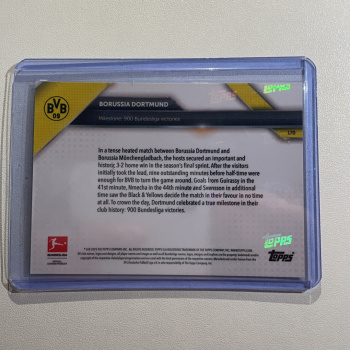 BVB
09
BORUSSIA DORTMUND
Milestone: 900 Bundesliga victories
170
In a tense heated match between Borussia Dortmund and
Borussia Mönchengladbach, the hosts secured an important and
history; 3-2 home win in the season's final sprint. After the visitors
initially took the lead, nine outstanding minutes before half-time were
enough for BVB to turn the game around. Goals from Guirassy in the
41st minute, Nmecha in the 44th minute and Svensson in additional
time saw the Black & Yellows decide the match in their favour in no
time at all. To crown the day, Dortmund celebrated a true milestone in their
club history: 900 Bundesliga victories.
BUNDESLIGA
TOPPS
TOPPS